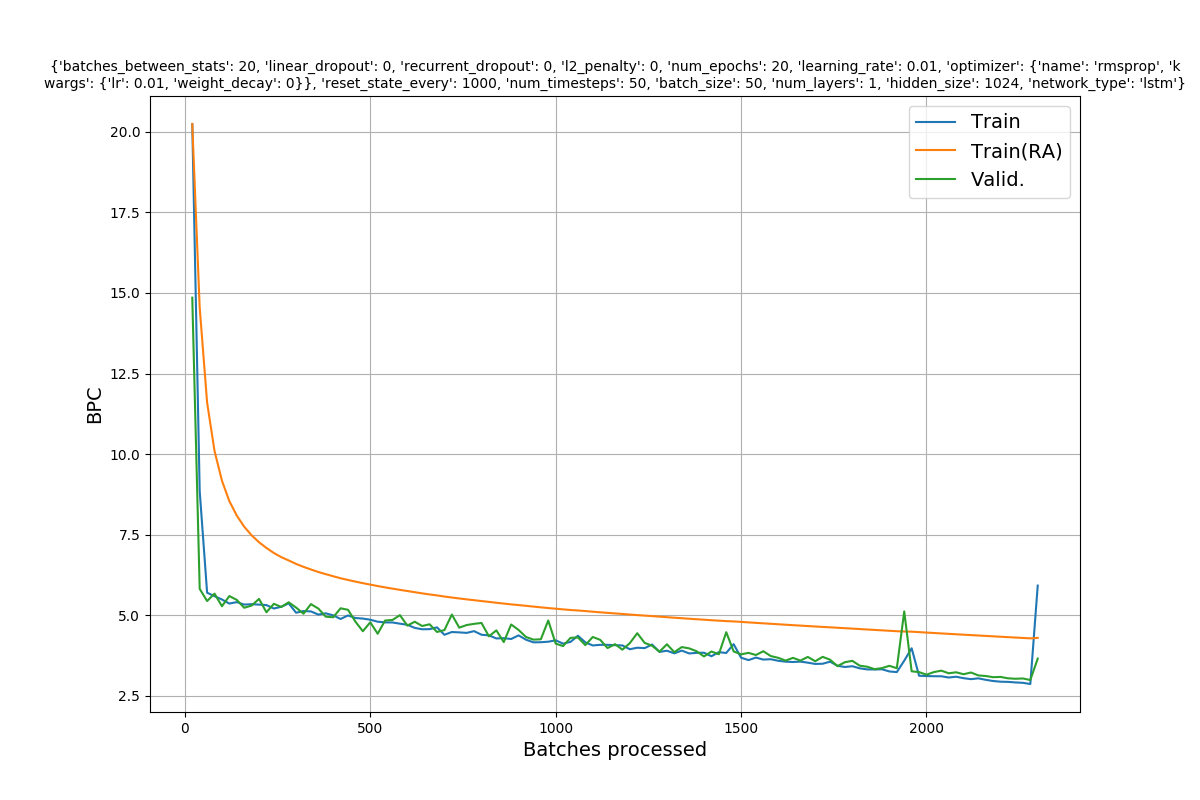 {'batches_between_stats': 20, 'linear_dropout': 0, 'recurrent_dropout': 0, 'l2_penalty': 0, 'num_epochs': 20, 'learning_rate': 0.01, 'optimizer': {'name': 'rmsprop', 'k
wargs': {'lr': 0.01, 'weight_decay': 0}}, 'reset_state_every': 1000, 'num_timesteps': 50, 'batch_size': 50, 'num_layers': 1, 'hidden_size': 1024, 'network_type': 'lstm'}
Train
Train(RA)
Valid.
BPC
20.0
17.5
15.0
12.5
10.0
7.5
5.0
2.5
0
500
1000
1500
2000
Batches processed